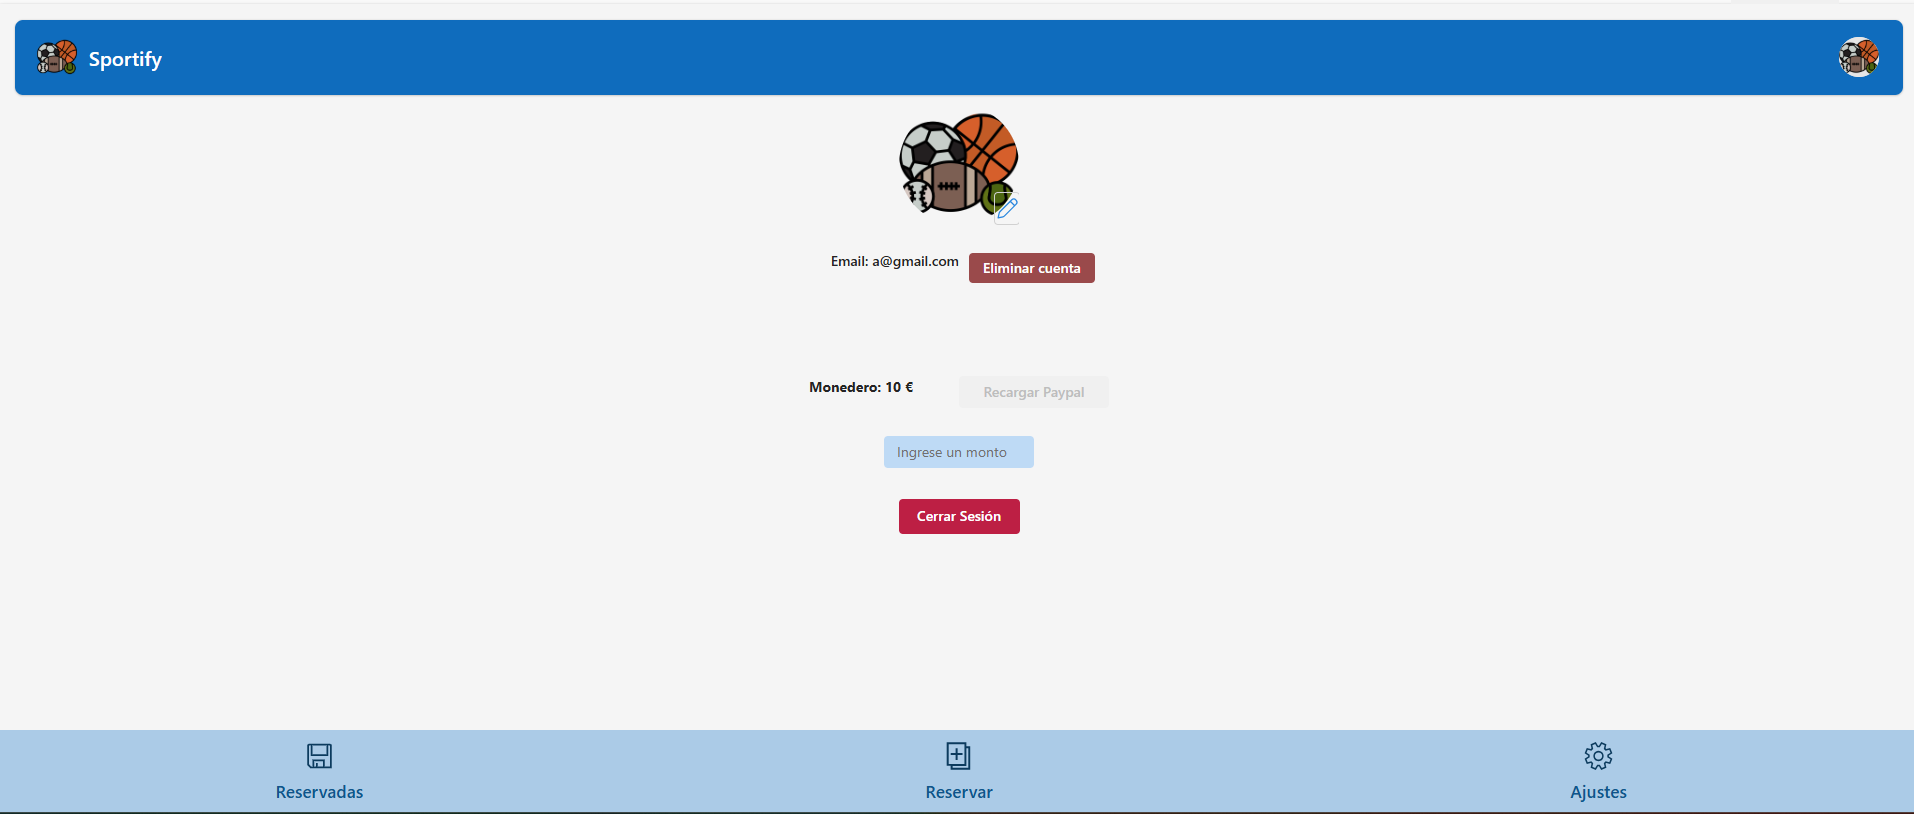 Sportify
Email: a@gmail.com
Eliminar cuenta
Monedero: 10 €
Recargar Paypal
Ingrese un monto
Cerrar Sesión
Reservadas
Reservar
Ajustes